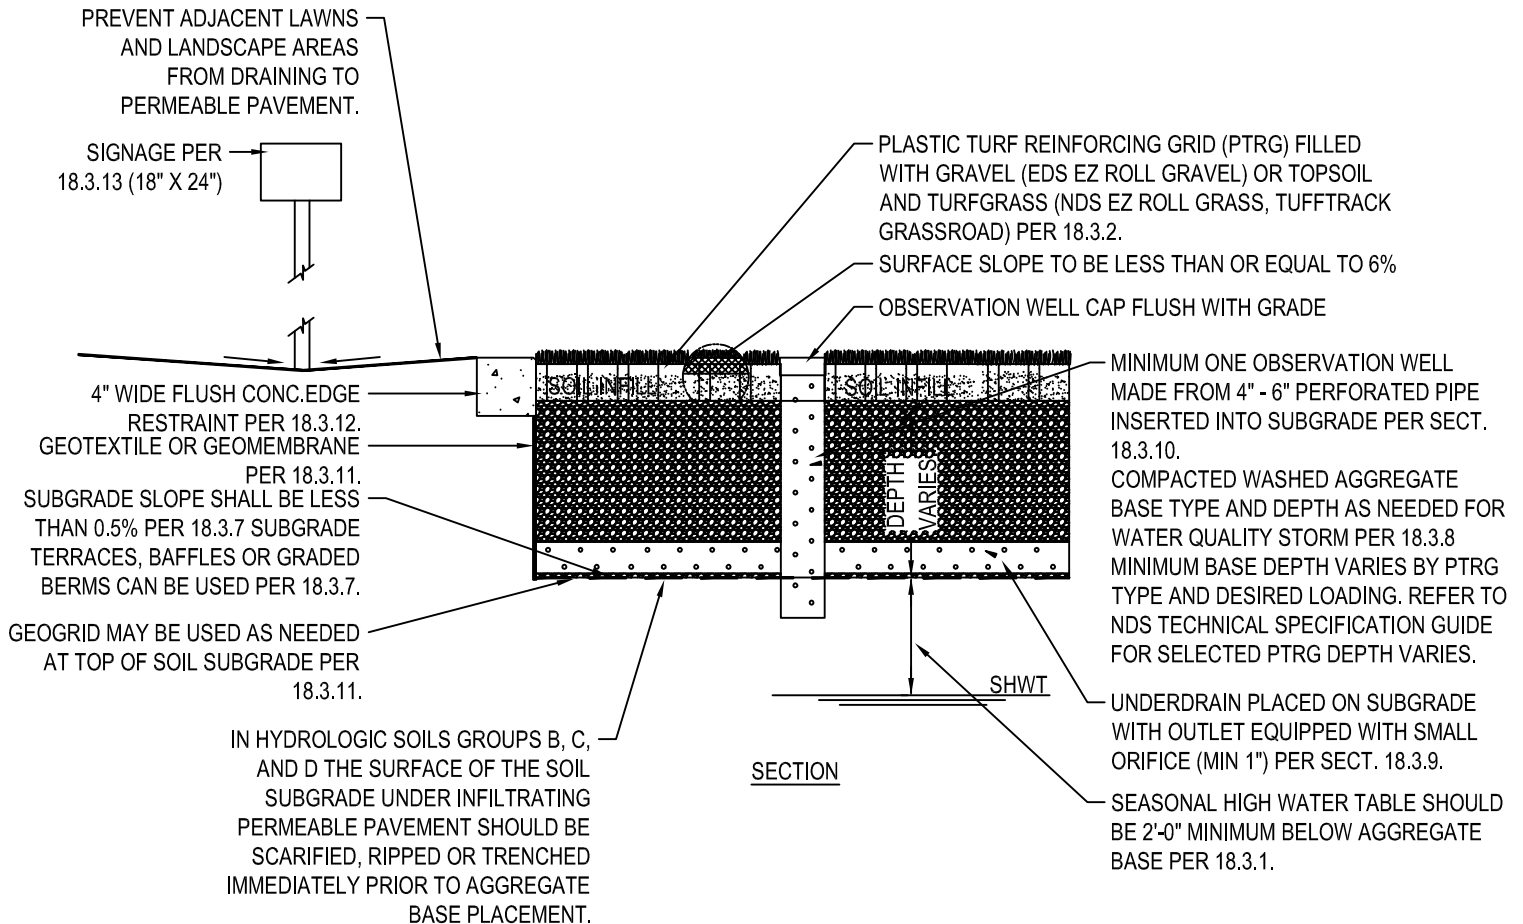 PREVENT ADJACENT LAWNS
AND LANDSCAPE AREAS
FROM DRAINING TO
PERMEABLE PAVEMENT.
SIGNAGE PER
18.3.13 (18" X 24")
4" WIDE FLUSH CONC.EDGE
RESTRAINT PER 18.3.12.
GEOTEXTILE OR GEOMEMBRANE
PER 18.3.11.
SUBGRADE SLOPE SHALL BE LESS
THAN 0.5% PER 18.3.7 SUBGRADE
TERRACES, BAFFLES OR GRADED
BERMS CAN BE USED PER 18.3.7.
GEOGRID MAY BE USED AS NEEDED
AT TOP OF SOIL SUBGRADE PER
18.3.11.
IN HYDROLOGIC SOILS GROUPS B, C,
AND D THE SURFACE OF THE SOIL
SUBGRADE UNDER INFILTRATING
PERMEABLE PAVEMENT SHOULD BE
SCARIFIED, RIPPED OR TRENCHED
IMMEDIATELY PRIOR TO AGGREGATE
BASE PLACEMENT.
SOIL INFILL
SOIL INFILL
DEPTH
VARIES
SHWT
SECTION
PLASTIC TURF REINFORCING GRID (PTRG) FILLED
WITH GRAVEL (EDS EZ ROLL GRAVEL) OR TOPSOIL
AND TURFGRASS (NDS EZ ROLL GRASS, TUFFTRACK
GRASSROAD) PER 18.3.2.
SURFACE SLOPE TO BE LESS THAN OR EQUAL TO 6%
OBSERVATION WELL CAP FLUSH WITH GRADE
MINIMUM ONE OBSERVATION WELL
MADE FROM 4" - 6" PERFORATED PIPE
INSERTED INTO SUBGRADE PER SECT.
18.3.10.
COMPACTED WASHED AGGREGATE
BASE TYPE AND DEPTH AS NEEDED FOR
WATER QUALITY STORM PER 18.3.8
MINIMUM BASE DEPTH VARIES BY PTRG
TYPE AND DESIRED LOADING. REFER TO
NDS TECHNICAL SPECIFICATION GUIDE
FOR SELECTED PTRG DEPTH VARIES.
UNDERDRAIN PLACED ON SUBGRADE
WITH OUTLET EQUIPPED WITH SMALL
ORIFICE (MIN 1") PER SECT. 18.3.9.
SEASONAL HIGH WATER TABLE SHOULD
BE 2'-0" MINIMUM BELOW AGGREGATE
BASE PER 18.3.1.